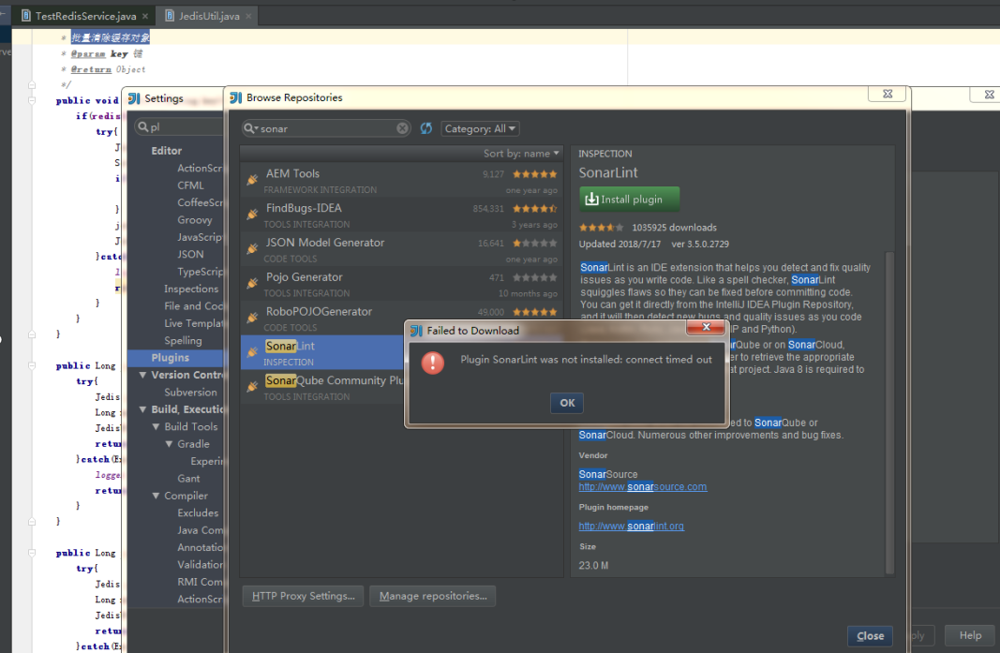 TestRedisService.java
JedisUtil.java
* 批量清除缓存对象
* @param key 键
* @return Object
*/
public void
if(redis
try{
J
S
i
}
j
J
}catc
l
r
}
}
}
public Long
try{
Jedis
Long
Jedis
retur
}catch(E
logge
retur
}
}
public Long
try{
Jedis
Long
Jedis
retur
}catch(E
Settings
pl
Editor
ActionScr
CFML
CoffeeScr
Groovy
JavaScrip
JSON
TypeScrip
Inspections
File and Cod
Live Templat
Spelling
Plugins
Version Contro
Subversion
Build, Executio
Build Tools
Gradle
Experim
Gant
Compiler
Excludes
Java Com
Annotatio
Validation
RMI Com
ActionScr
Browse Repositories
sonar
Category: All
Sort by: name
AEM Tools 9,127
FRAMEWORK INTEGRATION one year ago
FindBugs-IDEA 854,331
TOOLS INTEGRATION 3 years ago
JSON Model Generator 16,641
CODE TOOLS one year ago
Pojo Generator 471
TOOLS INTEGRATION 10 months ago
RoboPOJOGenerator 49,000
CODE TOOLS
SonarLint
INSPECTION
SonarQube Community Plu
TOOLS INTEGRATION
INSPECTION
SonarLint
Install plugin
1035925 downloads
Updated 2018/7/17 ver 3.5.0.2729
SonarLint is an IDE extension that helps you detect and fix quality
issues as you write code. Like a spell checker, SonarLint
squiggles flaws so they can be fixed before committing code.
You can get it directly from the IntelliJ IDEA Plugin Repository,
and it will then detect new bugs and quality issues as you code
P and Python).
Qube or on SonarCloud,
er to retrieve the appropriate
at project. Java 8 is required to
ed to SonarQube or
SonarCloud. Numerous other improvements and bug fixes.
Vendor
SonarSource
http://www.sonarsource.com
Plugin homepage
http://www.sonarlint.org
Size
23.0 M
Failed to Download
Plugin SonarLint was not installed: connect timed out
OK
HTTP Proxy Settings...
Manage repositories...
Close
ply
Help